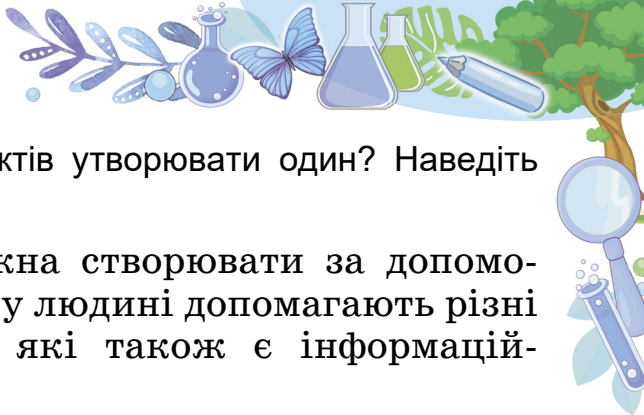 ктів утворювати один? Наведіть
жна створювати за допомо-
у людині допомагають різні
які також є інформацій-